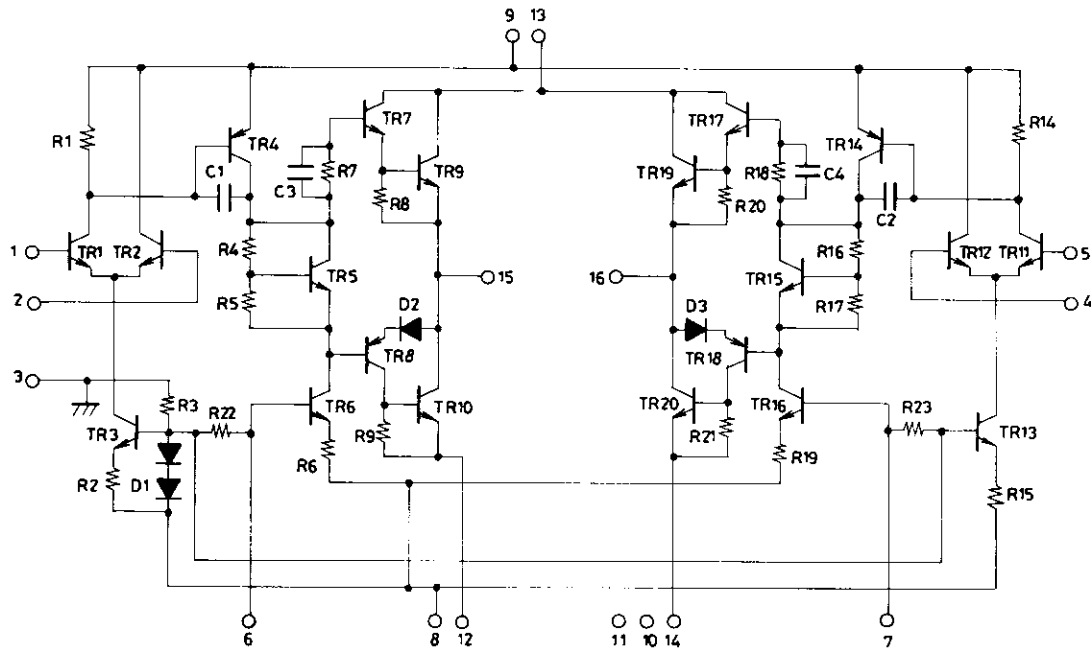 9 13
R1
TR4
C1
TR7
R7
C3
R8
TR9
TR17
R18
C4
TR19
R20
TR14
C2
R14
1
TR1
TR2
2
R4
R5
TR5
15
16
TR15
R16
R17
TR12
TR11
5
4
D2
TR8
D3
TR18
3
R3
R22
TR3
R2
D1
TR6
R6
R9
TR10
TR20
R21
TR16
R19
R23
TR13
R15
6
8
12
11
10
14
7